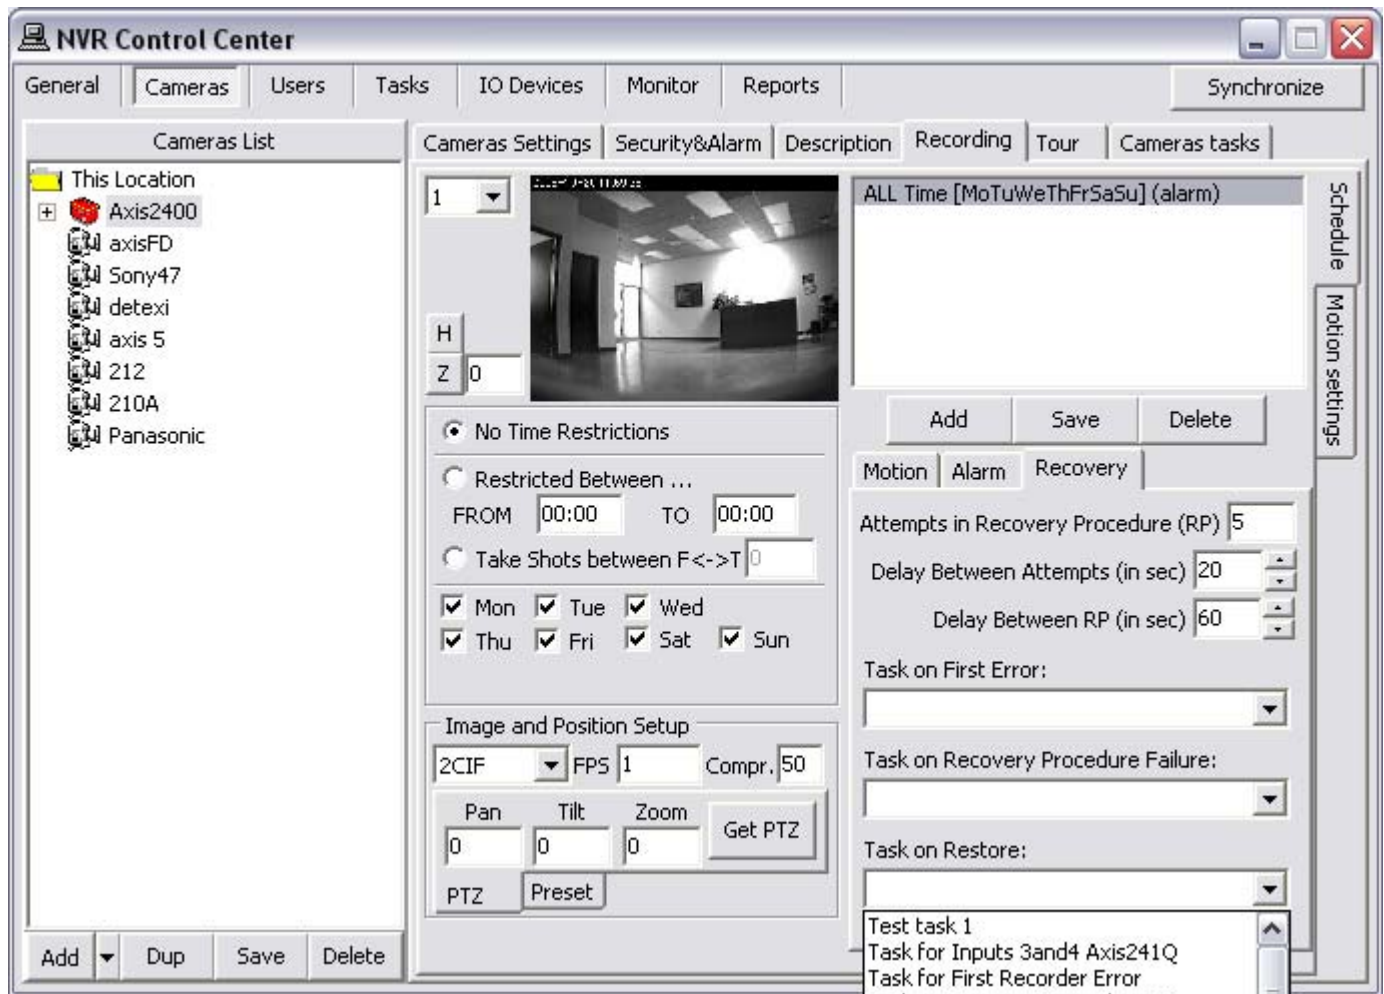 NVR Control Center
General Cameras Users Tasks IO Devices Monitor Reports Synchronize
Cameras List
This Location
Axis2400
axisFD
Sony47
detexi
axis 5
212
210A
Panasonic
Add Dup Save Delete
Cameras Settings Security&Alarm Description Recording Tour Cameras tasks
1
H
Z 0
No Time Restrictions
Restricted Between ...
FROM 00:00 TO 00:00
Take Shots between F<->T 0
Mon Tue Wed
Thu Fri Sat Sun
Image and Position Setup
2CIF FPS 1 Compr. 50
Pan Tilt Zoom
0 0 0 Get PTZ
PTZ Preset
ALL Time [MoTuWeThFrSaSu] (alarm)
Add Save Delete
Motion Alarm Recovery
Attempts in Recovery Procedure (RP) 5
Delay Between Attempts (in sec) 20
Delay Between RP (in sec) 60
Task on First Error:
Task on Recovery Procedure Failure:
Task on Restore:
Test task 1
Task for Inputs 3and4 Axis241Q
Task for First Recorder Error
Schedule
Motion settings